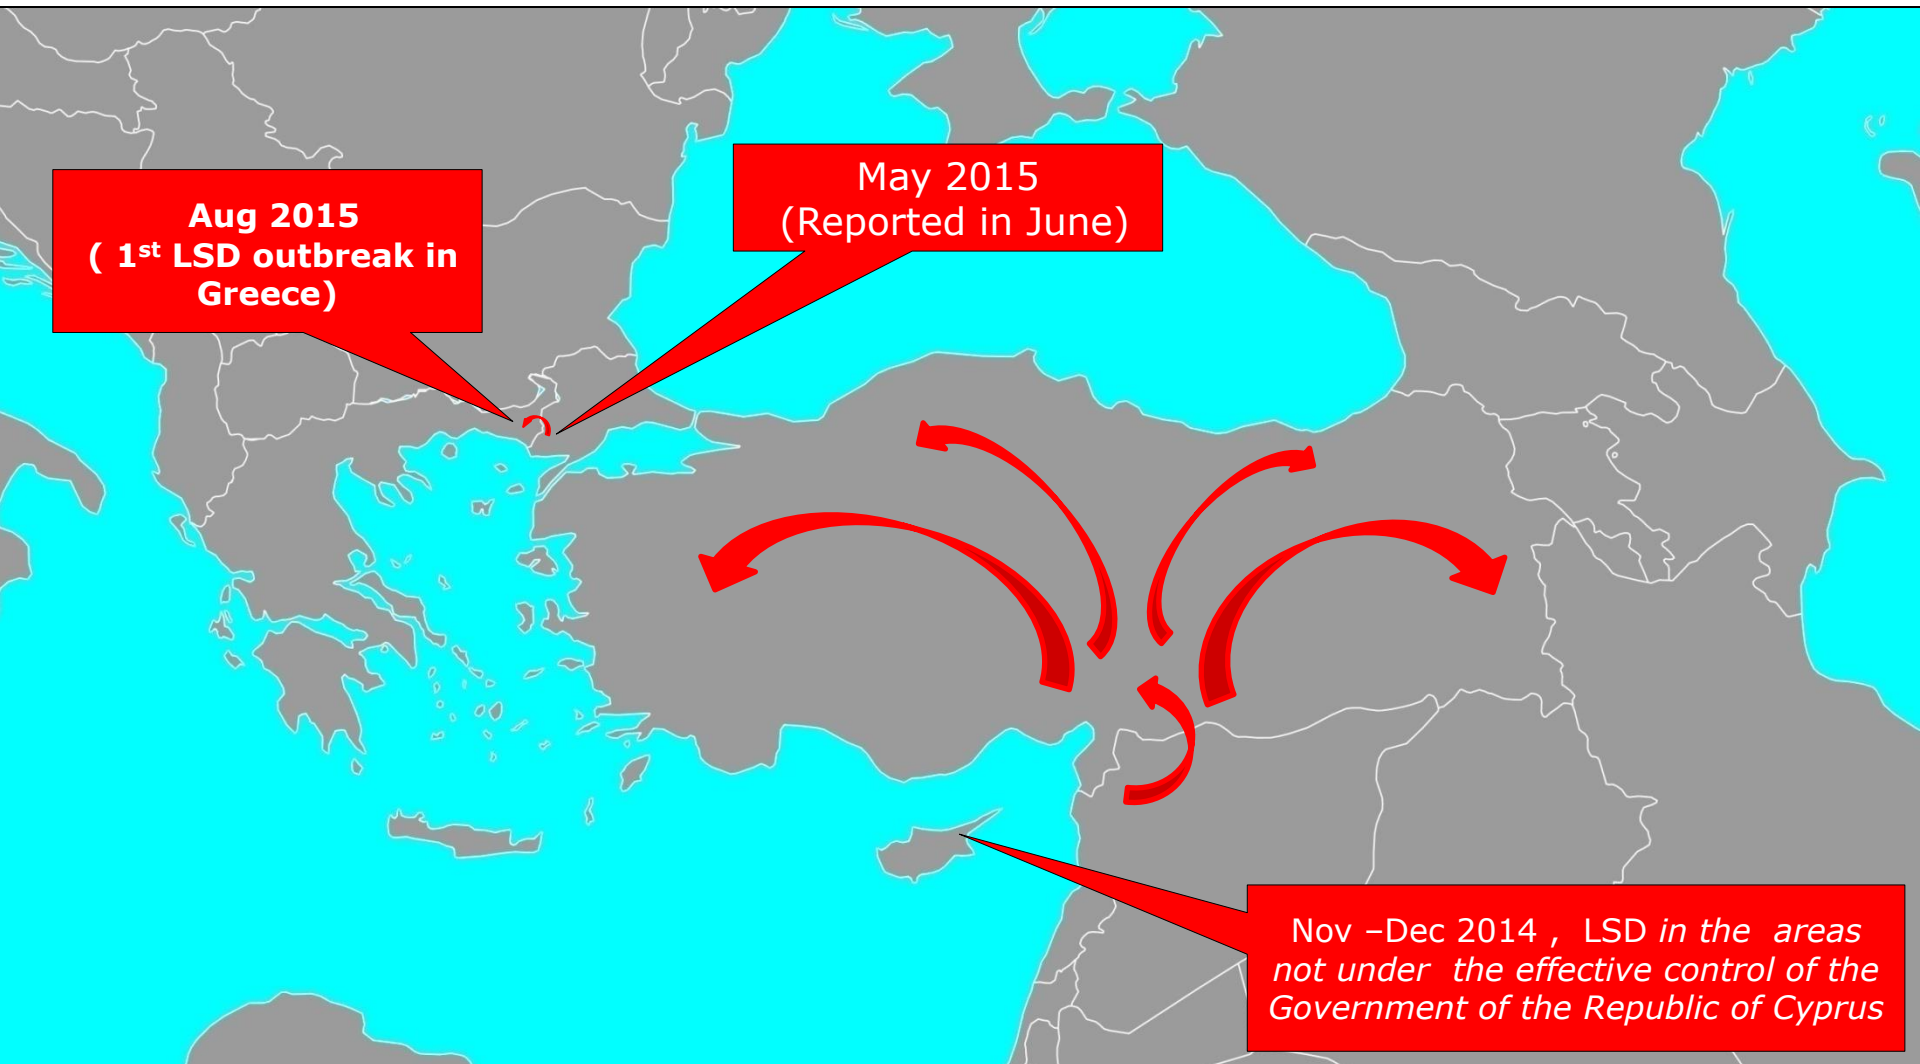 May 2015
(Reported in June)
Aug 2015
( 1st LSD outbreak in
Greece)
Nov –Dec 2014 , LSD in the areas
not under the effective control of the
Government of the Republic of Cyprus